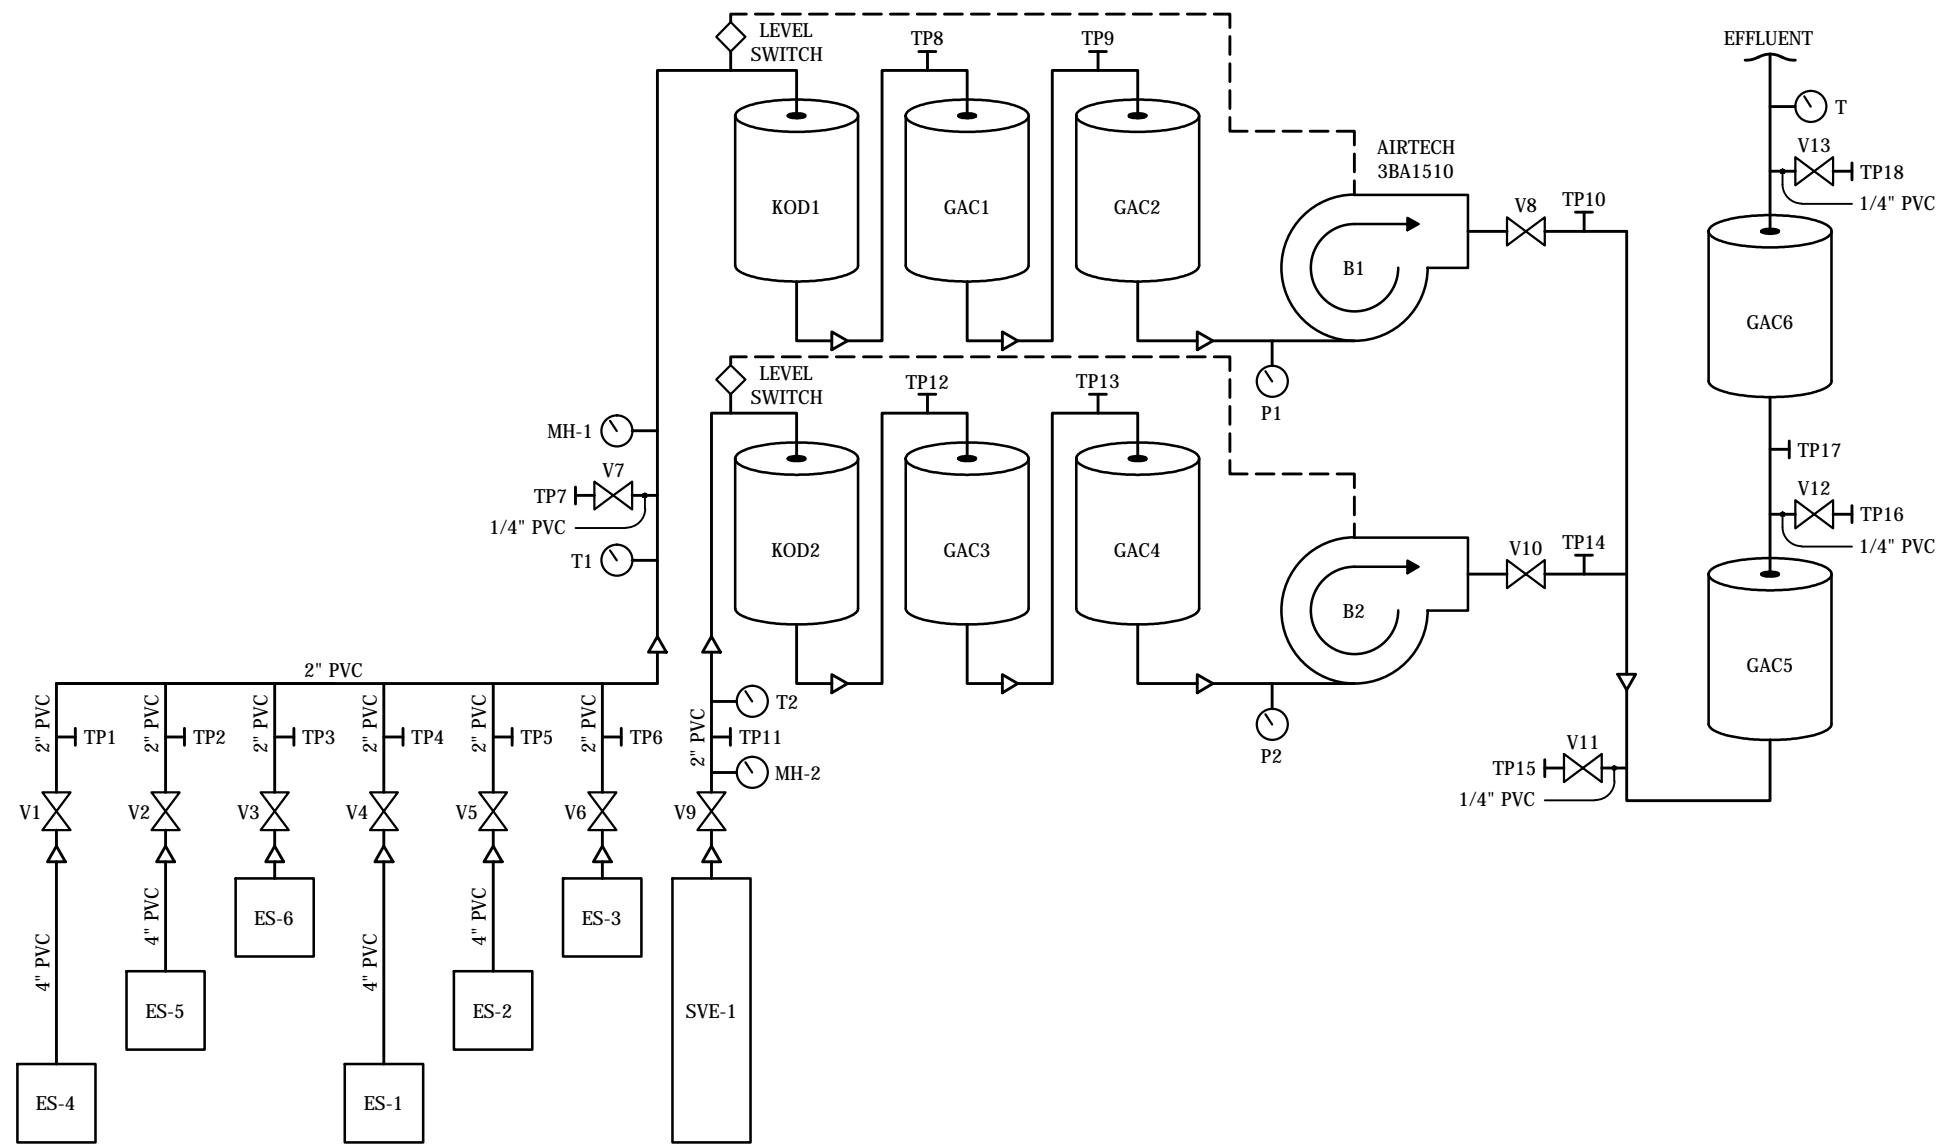 LEVEL
SWITCH
TP8
TP9
EFFLUENT
T
AIRTECH
3BA1510
V13
TP18
1/4" PVC
KOD1
GAC1
GAC2
B1
V8
TP10
GAC6
LEVEL
SWITCH
TP12
TP13
P1
MH-1
V7
TP7
1/4" PVC
T1
TP17
V12
TP16
1/4" PVC
KOD2
GAC3
GAC4
B2
V10
TP14
GAC5
2" PVC
2" PVC
TP1
2" PVC
TP2
2" PVC
TP3
2" PVC
TP4
2" PVC
TP5
2" PVC
TP6
T2
2" PVC
TP11
MH-2
P2
V11
TP15
1/4" PVC
V1
V2
V3
V4
V5
V6
V9
4" PVC
4" PVC
4" PVC
4" PVC
ES-6
ES-3
ES-5
ES-2
SVE-1
ES-4
ES-1